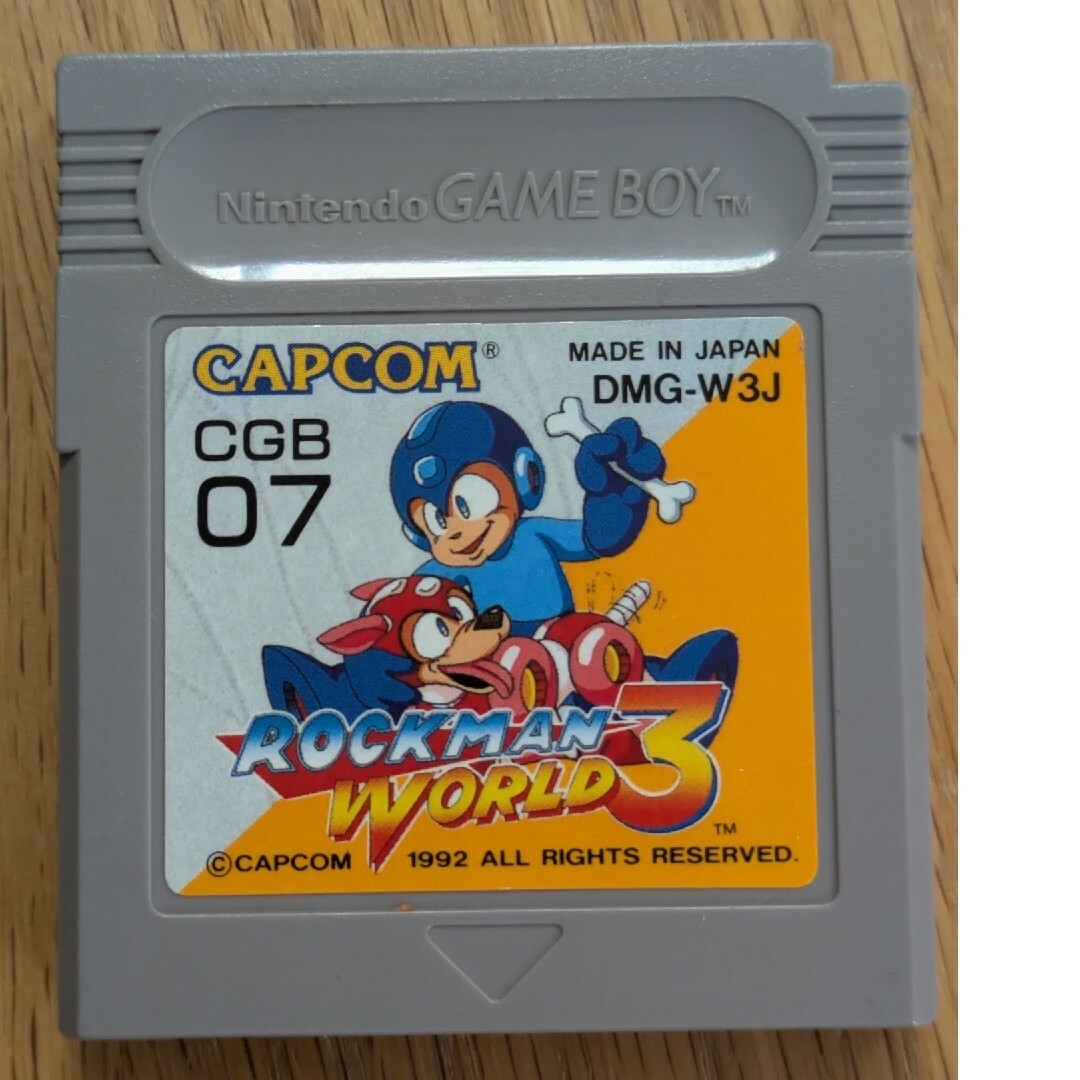 Nintendo GAME BOY™
CAPCOM®
MADE IN JAPAN
DMG-W3J
CGB
07
ROCKMAN
WORLD 3
™
©CAPCOM 1992 ALL RIGHTS RESERVED.